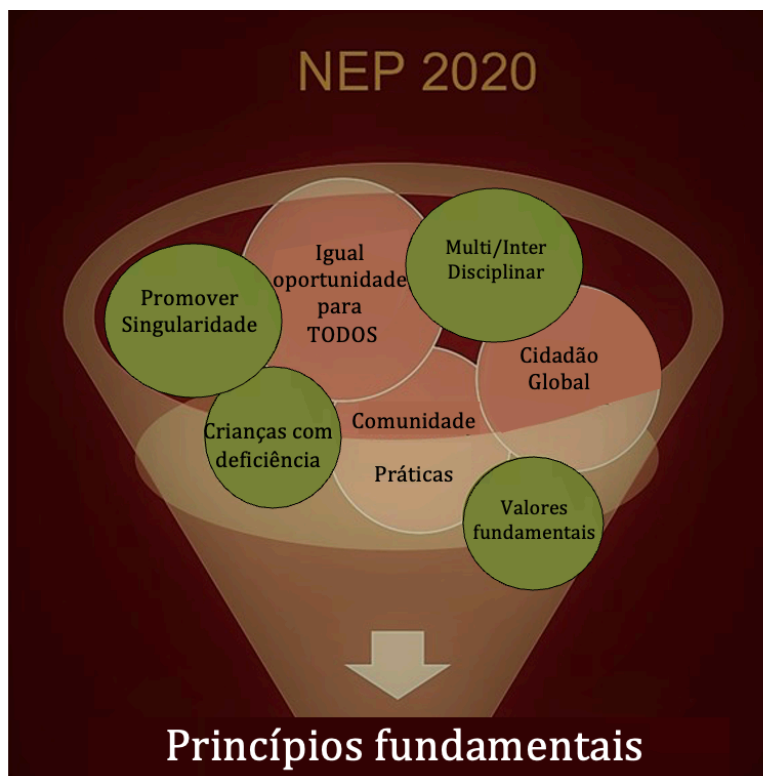 NEP 2020
Igual
oportunidade
para
TODOS
Multi/Inter
Disciplinar
Promover
Singularidade
Cidadão
Global
Comunidade
Práticas
Crianças com
deficiência
Valores
fundamentais
Princípios fundamentais